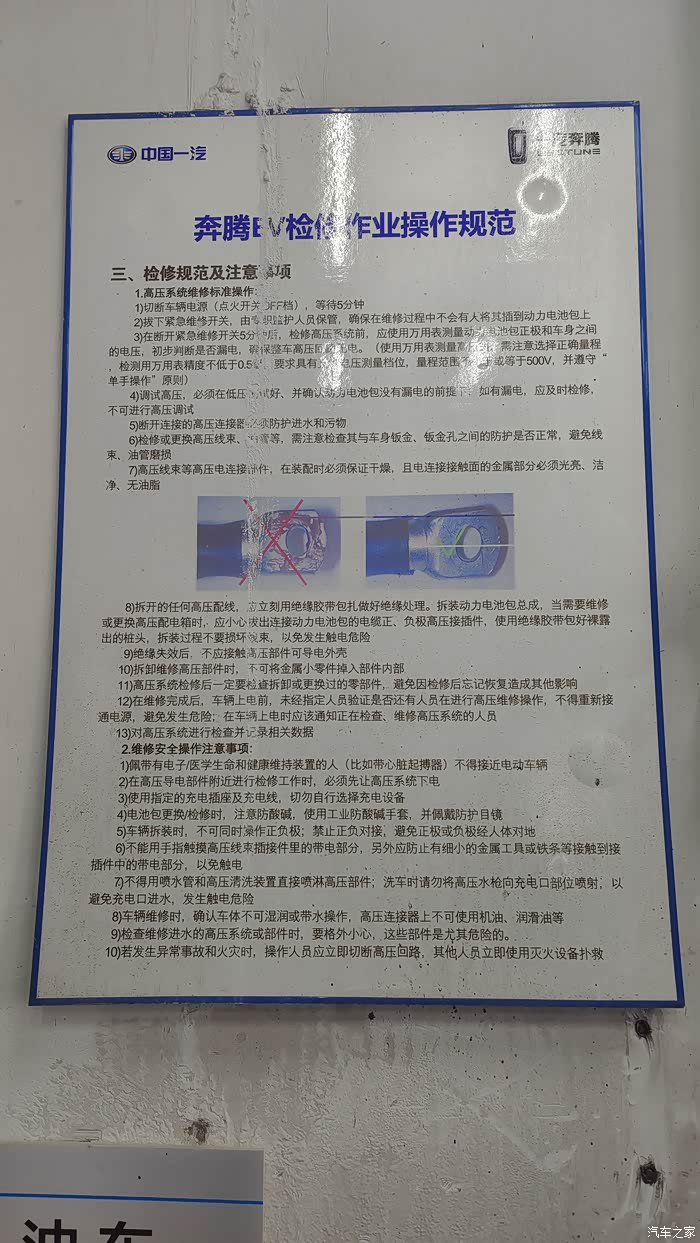 中国一汽
一汽奔腾
BESTUNE
奔腾EV检修作业操作规范
三、检修规范及注意事项
1.高压系统维修标准操作:
1)切断车辆电源（点火开关OFF档），等待5分钟
2)拔下紧急维修开关，由专职监护人员保管，确保在维修过程中不会有人将其插到动力电池包上
3)在断开紧急维修开关5分钟后，检修高压系统前，应使用万用表测量动力电池包正极和车身之间
的电压，初步判断是否漏电，确保整车高压回路无电。（使用万用表测量高压时，需注意选择正确量程
，检测用万用表精度不低于0.5级，要求具有直流电压测量档位，量程范围大于或等于500V，并遵守“
单手操作”原则）
4)调试高压，必须在低压调试好、并确认动力电池包没有漏电的前提下，如有漏电，应及时检修，
不可进行高压调试
5)断开连接的高压连接器必须防护进水和污物
6)检修或更换高压线束、油管等，需注意检查其与车身钣金、钣金孔之间的防护是否正常，避免线
束、油管磨损
7)高压线束等高压电连接部件，在装配时必须保证干燥，且电连接接触面的金属部分必须光亮、洁
净、无油脂
8)拆开的任何高压配线，应立刻用绝缘胶带包扎做好绝缘处理。拆装动力电池包总成，当需要维修
或更换高压配电箱时，应小心拔出连接动力电池包的电缆正、负极高压接插件，使用绝缘胶带包好裸露
出的桩头，拆装过程不要损坏线束，以免发生触电危险
9)绝缘失效后，不应接触高压部件可导电外壳
10)拆卸维修高压部件时，不可将金属小零件掉入部件内部
11)高压系统检修后一定要检查拆卸或更换过的零部件，避免因检修后忘记恢复造成其他影响
12)在维修完成后，车辆上电前，未经指定人员验证是否还有人员在进行高压维修操作，不得重新接
通电源，避免发生危险；在车辆上电时应该通知正在检查、维修高压系统的人员
13)对高压系统进行检查并记录相关数据
2.维修安全操作注意事项:
1)佩带有电子/医学生命和健康维持装置的人（比如带心脏起搏器）不得接近电动车辆
2)在高压导电部件附近进行检修工作时，必须先让高压系统下电
3)使用指定的充电插座及充电线，切勿自行选择充电设备
4)电池包更换/检修时，注意防酸碱，使用工业防酸碱手套，并佩戴防护目镜
5)车辆拆装时，不可同时操作正负极；禁止正负对接，避免正极或负极经人体对地
6)不能用手指触摸高压线束插接件里的带电部分，另外应防止有细小的金属工具或铁条等接触到接
插件中的带电部分，以免触电
7)不得用喷水管和高压清洗装置直接喷淋高压部件；洗车时请勿将高压水枪向充电口部位喷射，以
避免充电口进水，发生触电危险
8)车辆维修时，确认车体不可湿润或带水操作，高压连接器上不可使用机油、润滑油等
9)检查维修进水的高压系统或部件时，要格外小心，这些部件是尤其危险的。
10)若发生异常事故和火灾时，操作人员应立即切断高压回路，其他人员立即使用灭火设备扑救
油车
汽车之家